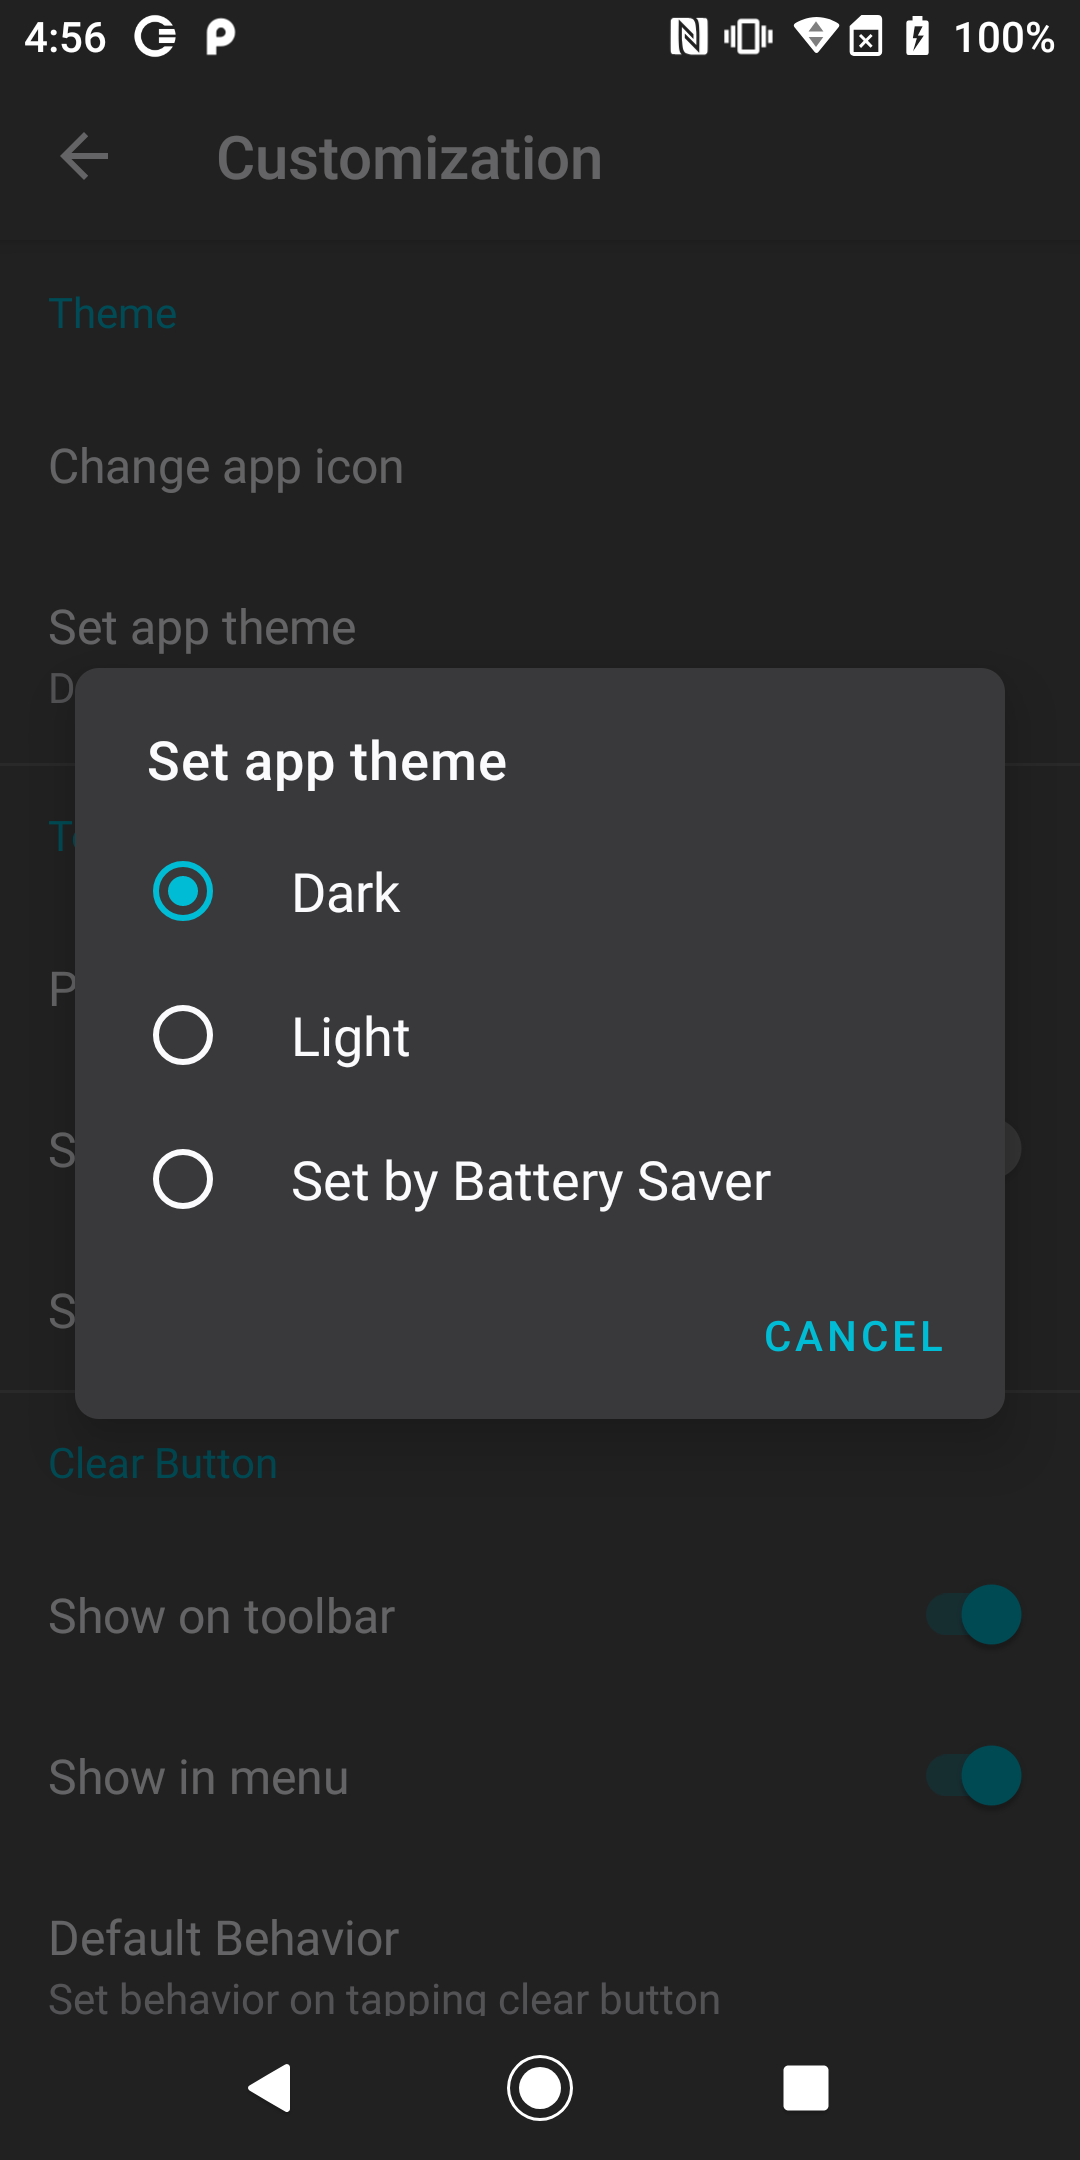 4:56 100%
Customization
Theme
Change app icon
Set app theme
Set app theme
Dark
Light
Set by Battery Saver
CANCEL
Clear Button
Show on toolbar
Show in menu
Default Behavior
Set behavior on tapping clear button